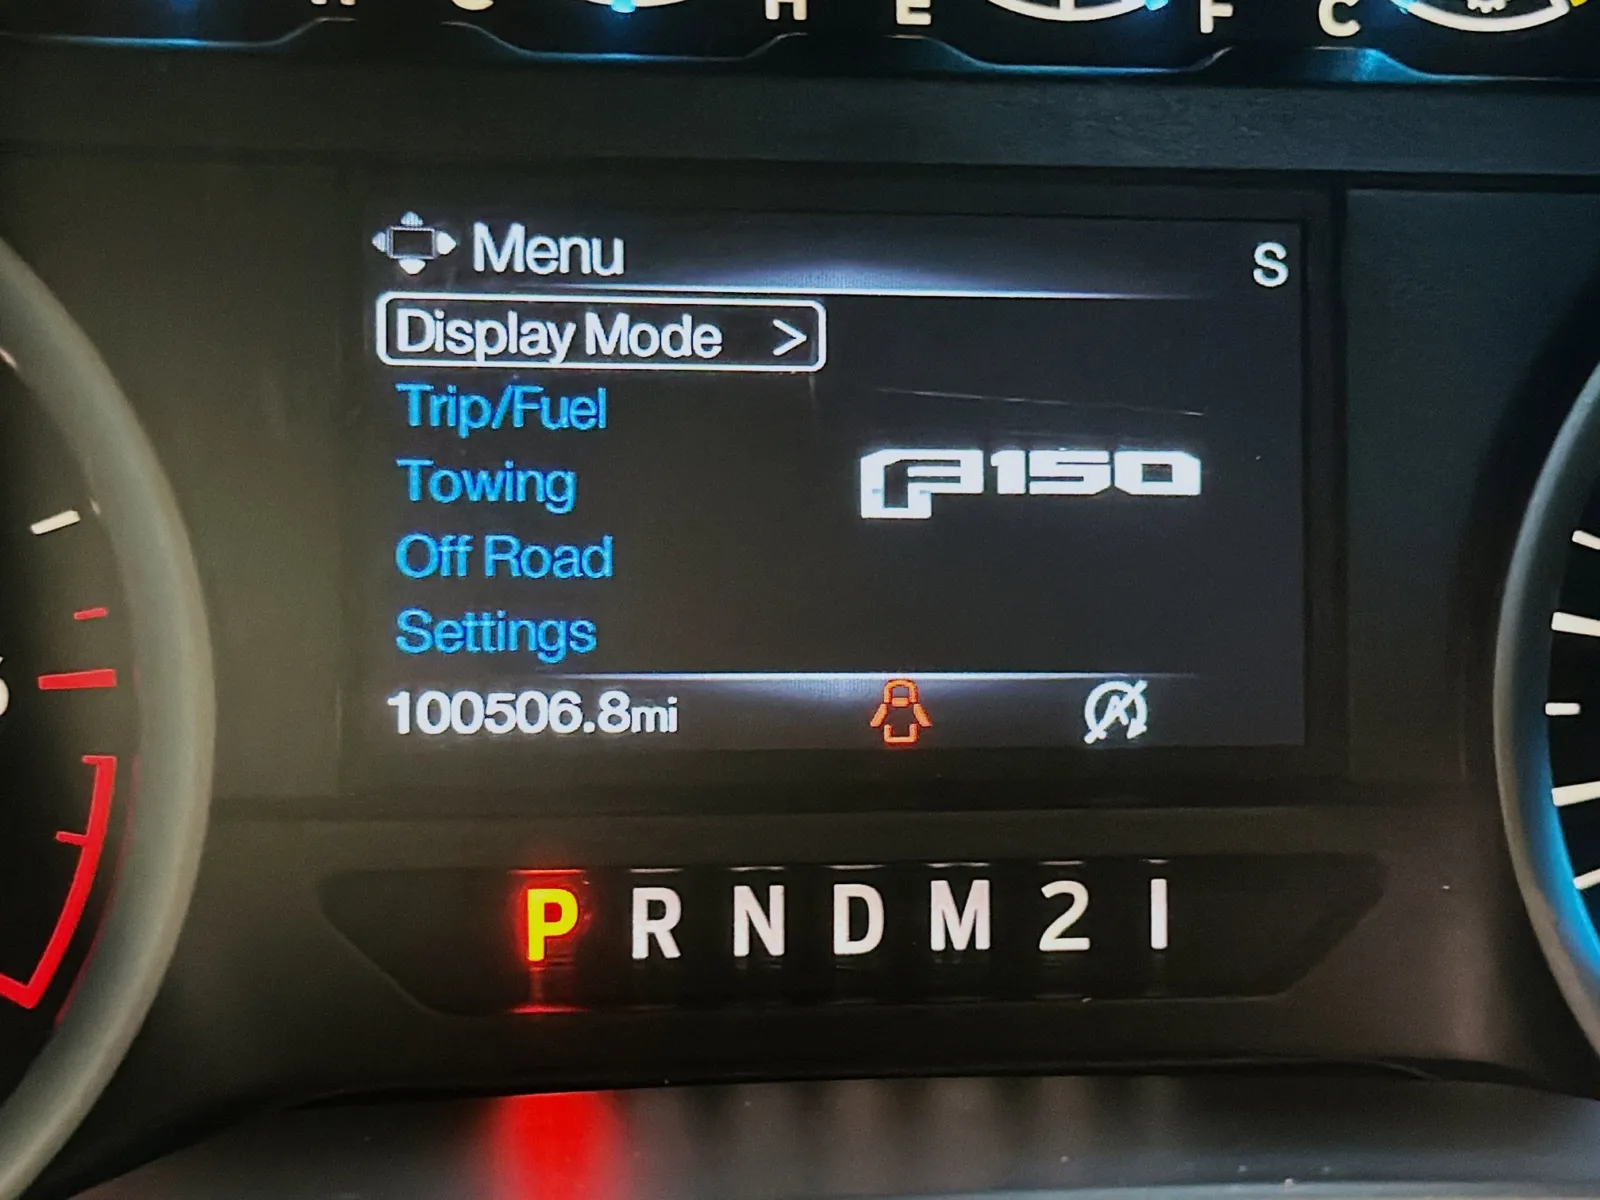 H E F C
Menu S
Display Mode >
Trip/Fuel
F150
Towing
Off Road
Settings
100506.8mi
P R N D M 2 1